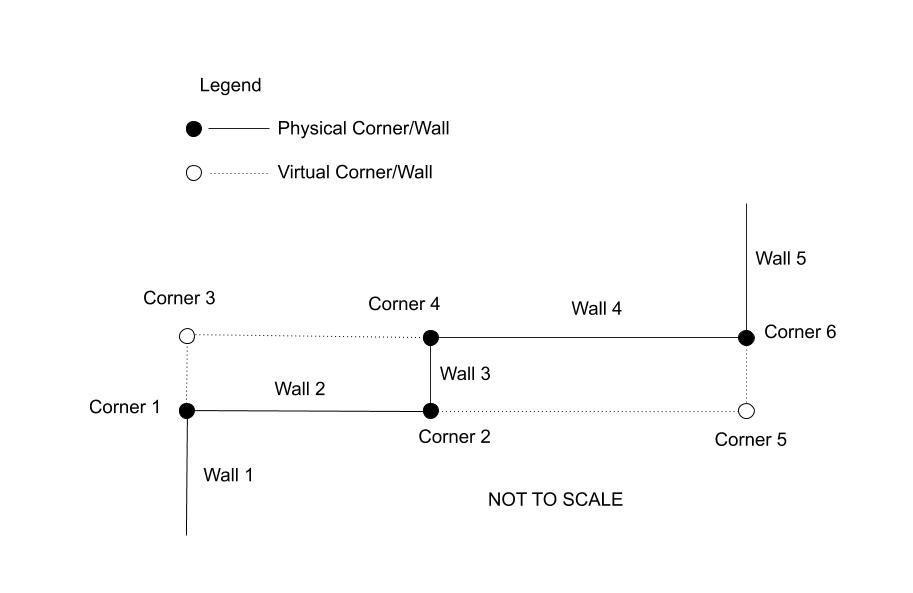 Legend
Physical Corner/Wall
Virtual Corner/Wall
Wall 5
Corner 3
Corner 4
Wall 4
Corner 6
Wall 3
Wall 2
Corner 1
Corner 2
Corner 5
Wall 1
NOT TO SCALE